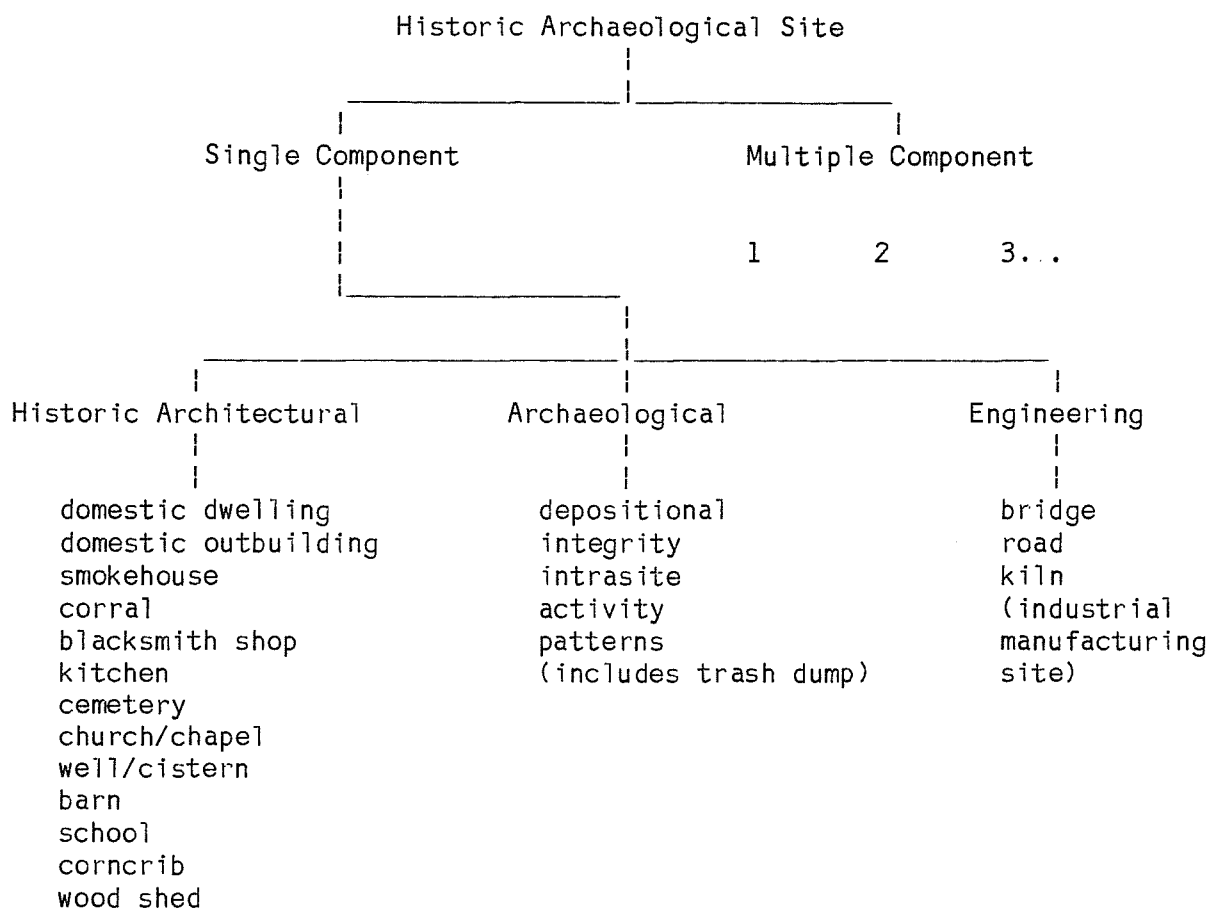 Historic Archaeological Site
Single Component Multiple Component
1 2 3...
Historic Architectural Archaeological Engineering
domestic dwelling depositional bridge
domestic outbuilding integrity road
smokehouse intrasite kiln
corral activity (industrial
blacksmith shop patterns manufacturing
kitchen (includes trash dump) site)
cemetery
church/chapel
well/cistern
barn
school
corncrib
wood shed